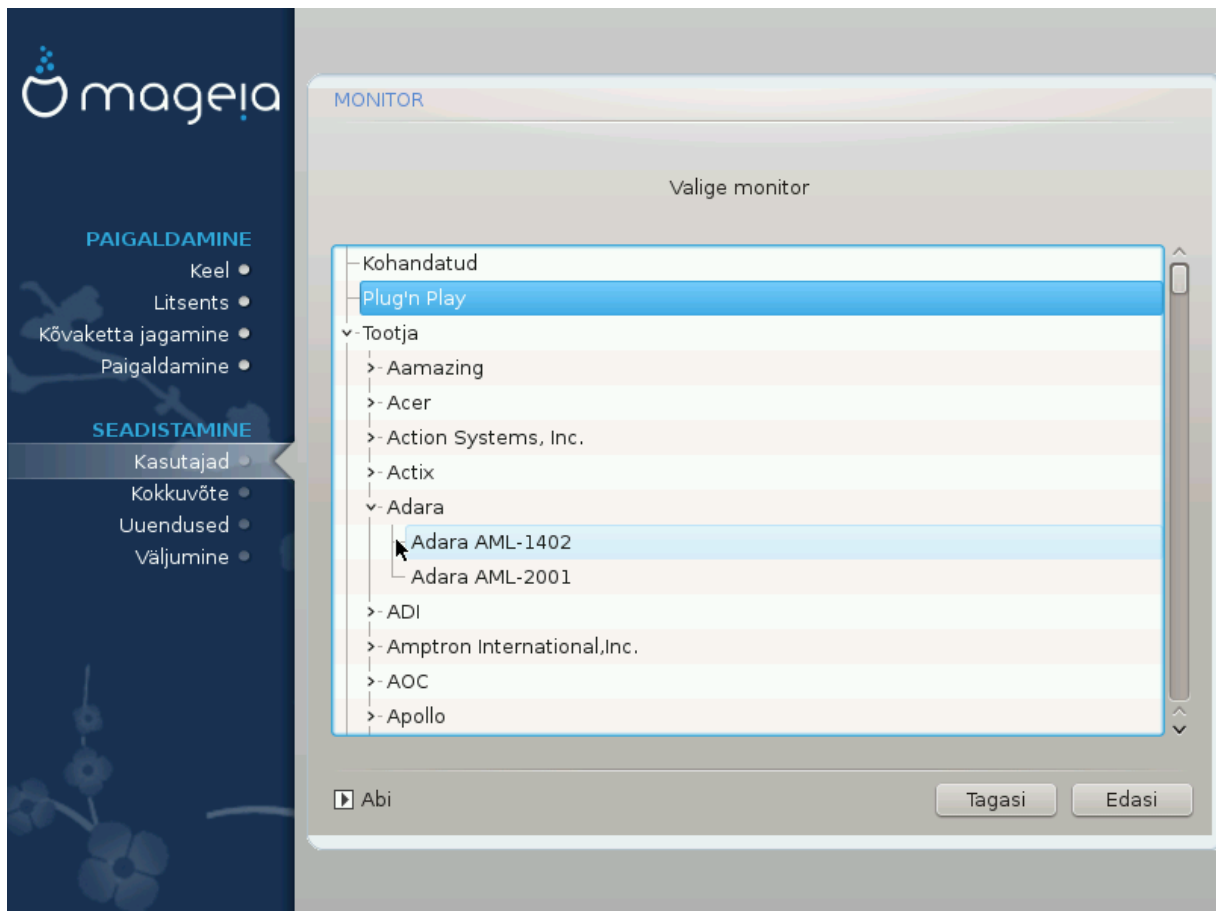 mageia
PAIGALDAMINE
Keel
Litsents
Kõvaketta jagamine
Paigaldamine
SEADISTAMINE
Kasutajad
Kokkuvõte
Uuendused
Väljumine
MONITOR
Valige monitor
Kohandatud
Plug'n Play
Tootja
Aamazing
Acer
Action Systems, Inc.
Actix
Adara
Adara AML-1402
Adara AML-2001
ADI
Amptron International,Inc.
AOC
Apollo
Abi
Tagasi
Edasi